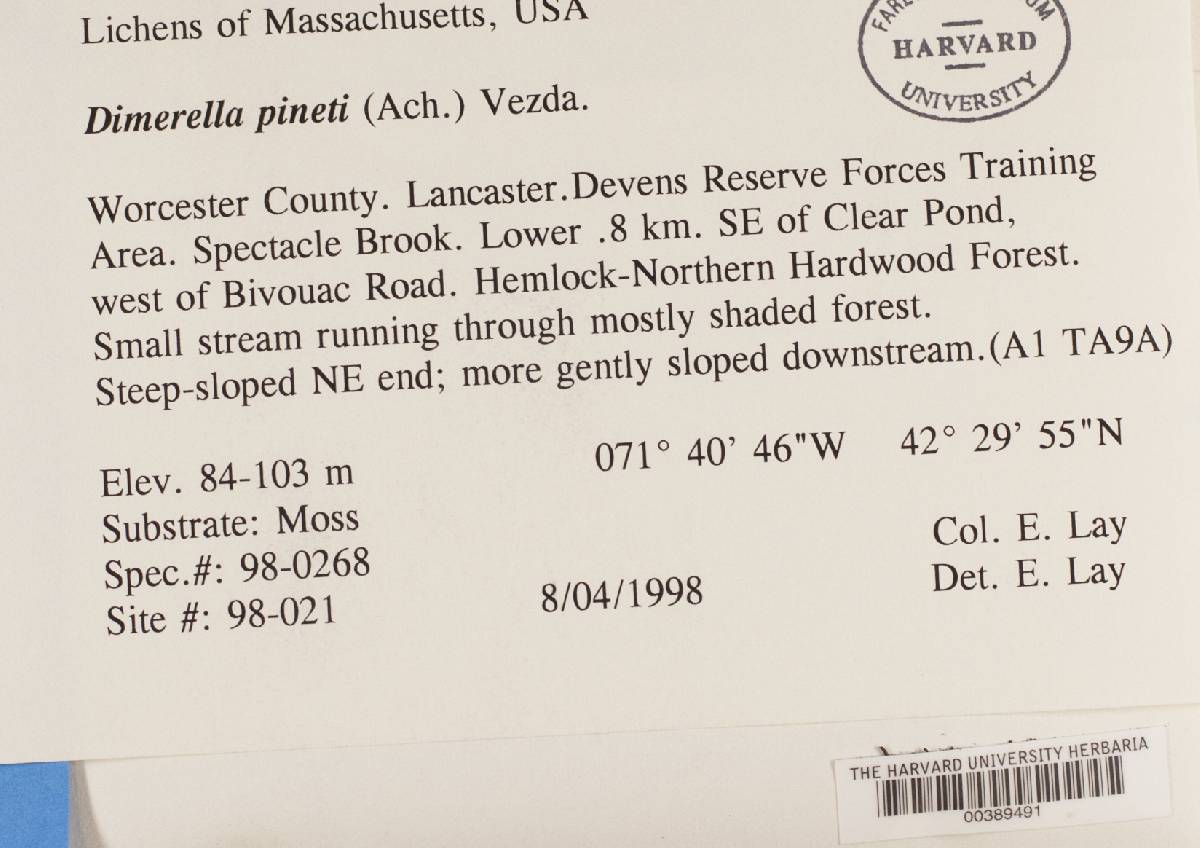 Lichens of Massachusetts, USA
HARVARD
UNIVERSITY
Dimerella pineti (Ach.) Vezda.
Worcester County. Lancaster.Devens Reserve Forces Training
Area. Spectacle Brook. Lower .8 km. SE of Clear Pond,
west of Bivouac Road. Hemlock-Northern Hardwood Forest.
Small stream running through mostly shaded forest.
Steep-sloped NE end; more gently sloped downstream.(A1 TA9A)
071° 40' 46"W 42° 29' 55"N
Elev. 84-103 m
Substrate: Moss
Spec.#: 98-0268
Site #: 98-021
8/04/1998
Col. E. Lay
Det. E. Lay
THE HARVARD UNIVERSITY HERBARIA
00389491